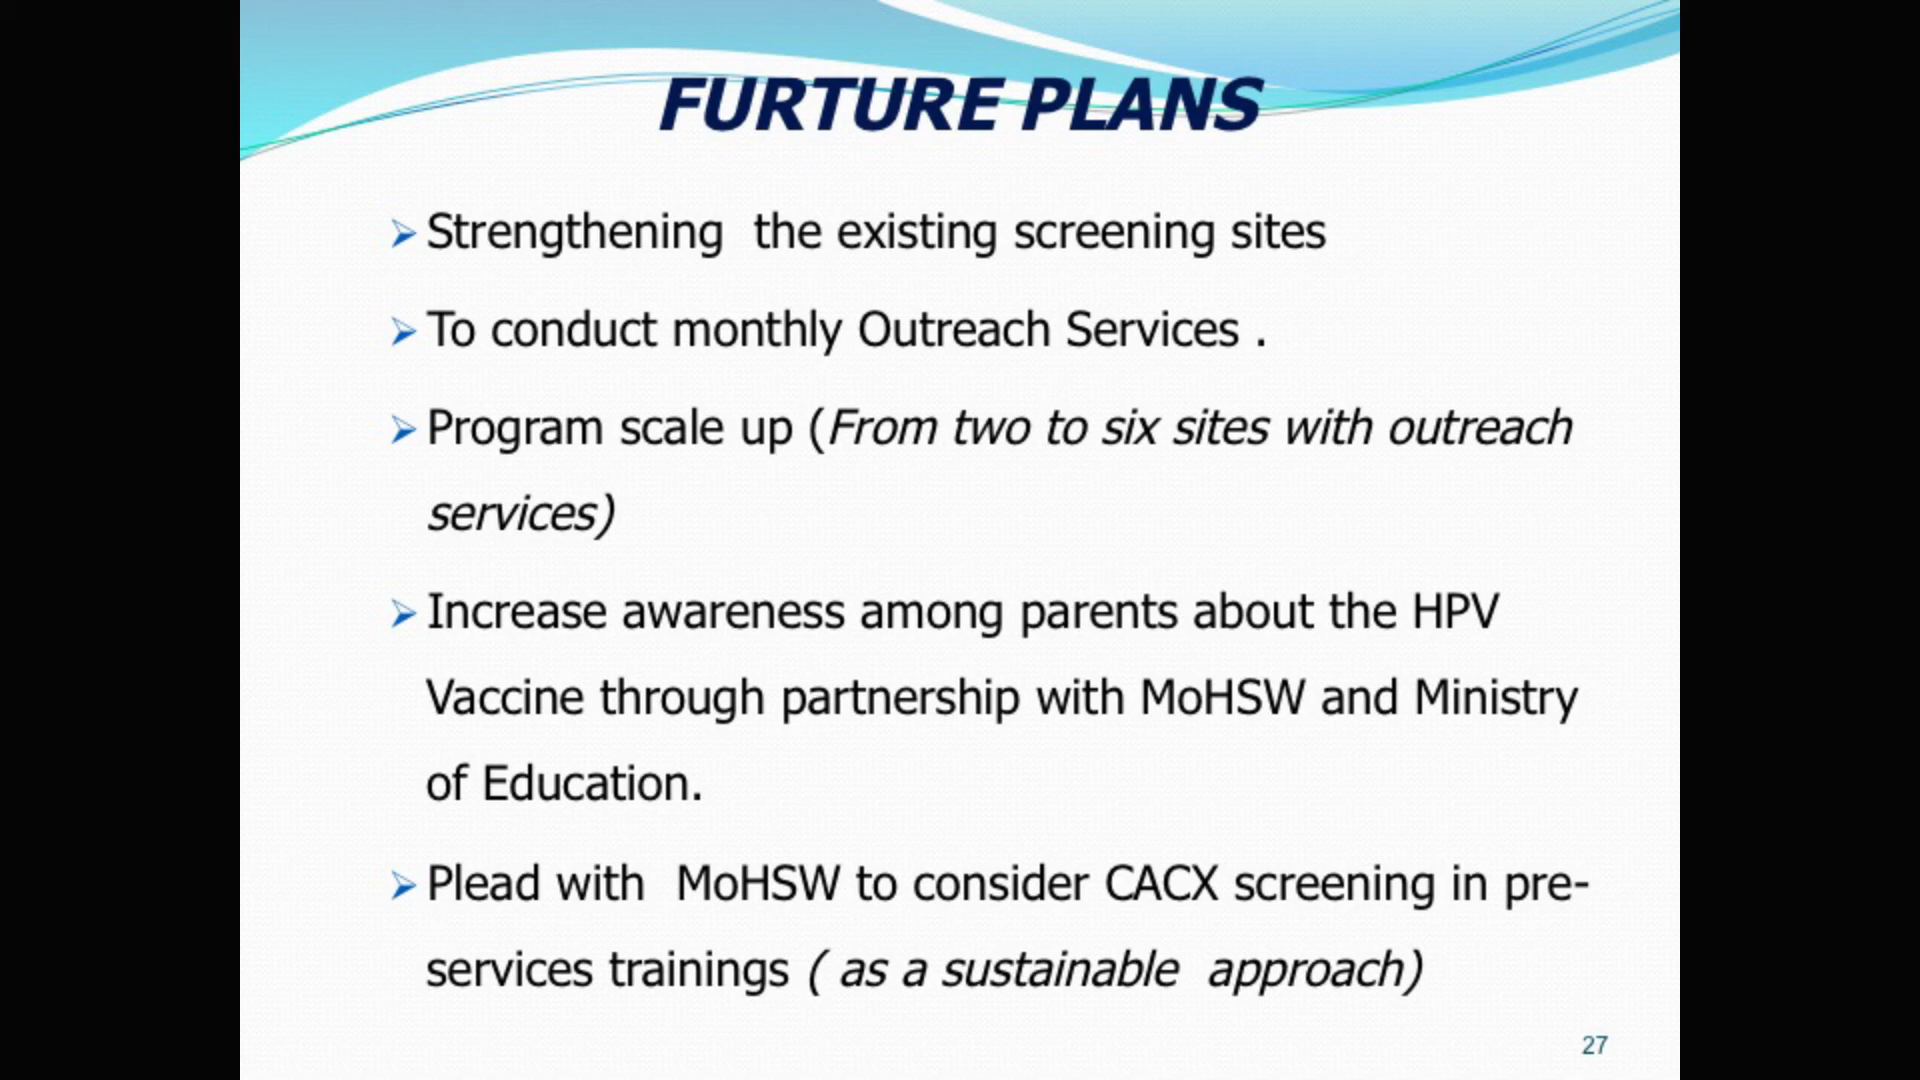 FURTURE PLANS
Strengthening  the existing screening sites
To conduct monthly Outreach Services .
Program scale up (From two to six sites with outreach
services)
Increase awareness among parents about the HPV
Vaccine through partnership with MoHSW and Ministry
of Education.
Plead with  MoHSW to consider CACX screening in pre-
services trainings ( as a sustainable  approach)
27